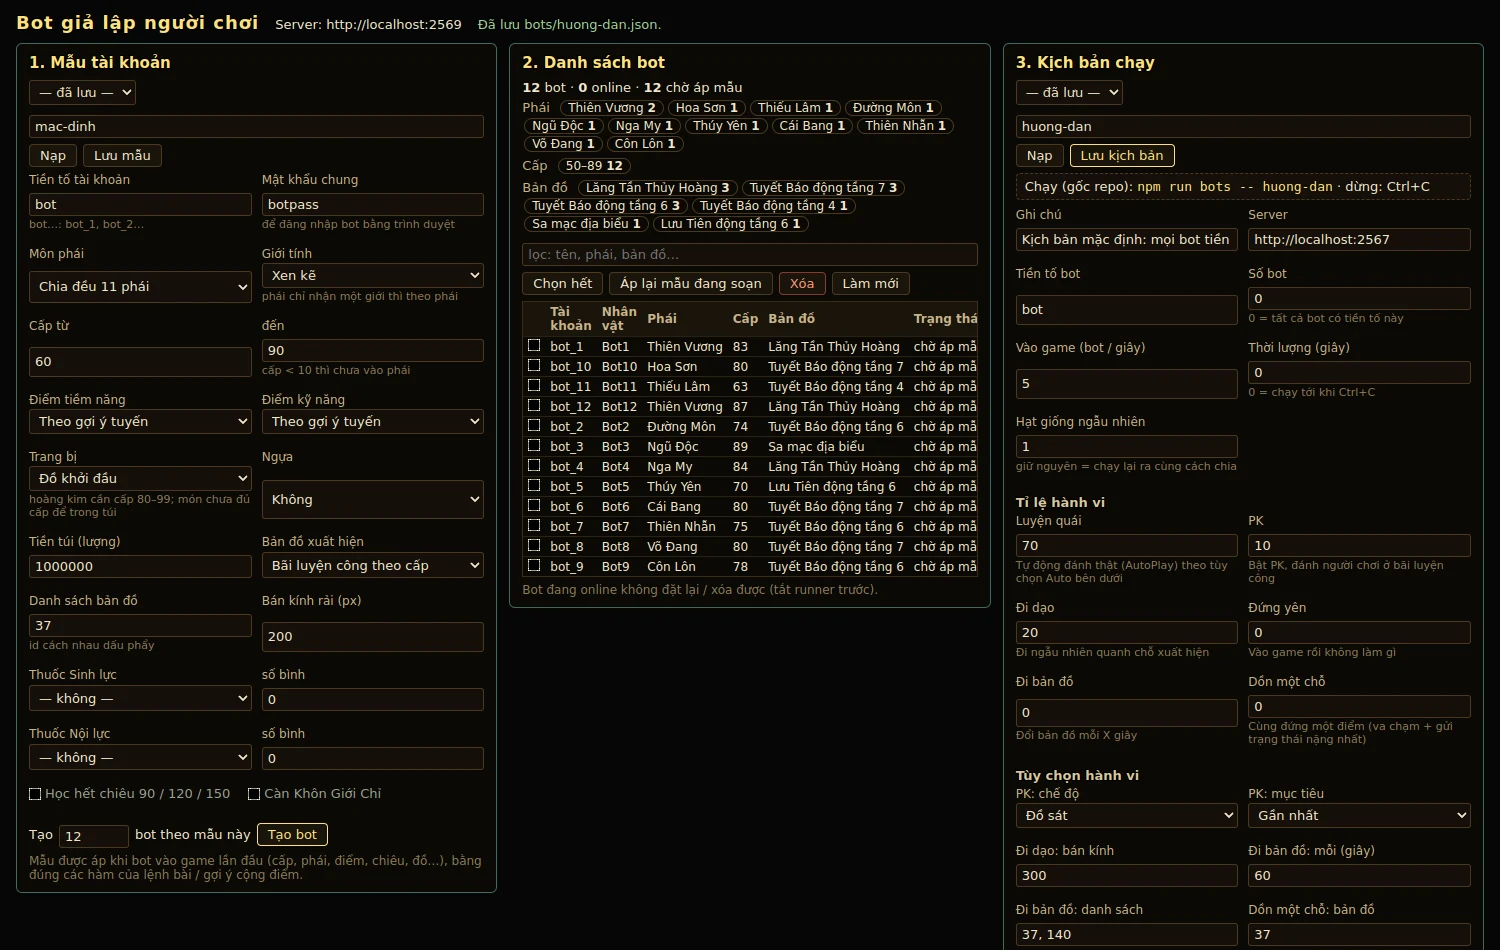 Bot giả lập người chơi Server: http://localhost:2569 Đã lưu bots/huong-dan.json.
1. Mẫu tài khoản
— đã lưu —
mac-dinh
Nạp Lưu mẫu
Tiền tố tài khoản Mật khẩu chung
bot botpass
bot…: bot_1, bot_2… để đăng nhập bot bằng trình duyệt
Môn phái Giới tính
Chia đều 11 phái Xen kẽ
phái chỉ nhận một giới thì theo phái
Cấp từ đến
60 90
cấp < 10 thì chưa vào phái
Điểm tiềm năng Điểm kỹ năng
Theo gợi ý tuyến Theo gợi ý tuyến
Trang bị Ngựa
Đồ khởi đầu Không
hoàng kim cần cấp 80–99; món chưa đủ
cấp để trong túi
Tiền túi (lượng) Bản đồ xuất hiện
1000000 Bãi luyện công theo cấp
Danh sách bản đồ Bán kính rải (px)
37 200
id cách nhau dấu phẩy
Thuốc Sinh lực số bình
— không — 0
Thuốc Nội lực số bình
— không — 0
Học hết chiêu 90 / 120 / 150 Càn Khôn Giới Chỉ
Tạo 12 bot theo mẫu này Tạo bot
Mẫu được áp khi bot vào game lần đầu (cấp, phái, điểm, chiêu, đồ…), bằng
đúng các hàm của lệnh bài / gợi ý cộng điểm.
2. Danh sách bot
12 bot · 0 online · 12 chờ áp mẫu
Phái Thiên Vương 2 Hoa Sơn 1 Thiếu Lâm 1 Đường Môn 1
Ngũ Độc 1 Nga My 1 Thúy Yên 1 Cái Bang 1 Thiên Nhẫn 1
Võ Đang 1 Côn Lôn 1
Cấp 50–89 12
Bản đồ Lăng Tần Thủy Hoàng 3 Tuyết Báo động tầng 7 3
Tuyết Báo động tầng 6 3 Tuyết Báo động tầng 4 1
Sa mạc địa biểu 1 Lưu Tiên động tầng 6 1
lọc: tên, phái, bản đồ…
Chọn hết Áp lại mẫu đang soạn Xóa Làm mới
Tài khoản Nhân vật Phái Cấp Bản đồ Trạng thá
bot_1 Bot1 Thiên Vương 83 Lăng Tần Thủy Hoàng chờ áp mẫ
bot_10 Bot10 Hoa Sơn 80 Tuyết Báo động tầng 7 chờ áp mẫ
bot_11 Bot11 Thiếu Lâm 63 Tuyết Báo động tầng 4 chờ áp mẫ
bot_12 Bot12 Thiên Vương 87 Lăng Tần Thủy Hoàng chờ áp mẫ
bot_2 Bot2 Đường Môn 74 Tuyết Báo động tầng 6 chờ áp mẫ
bot_3 Bot3 Ngũ Độc 89 Sa mạc địa biểu chờ áp mẫ
bot_4 Bot4 Nga My 84 Lăng Tần Thủy Hoàng chờ áp mẫ
bot_5 Bot5 Thúy Yên 70 Lưu Tiên động tầng 6 chờ áp mẫ
bot_6 Bot6 Cái Bang 80 Tuyết Báo động tầng 7 chờ áp mẫ
bot_7 Bot7 Thiên Nhẫn 75 Tuyết Báo động tầng 6 chờ áp mẫ
bot_8 Bot8 Võ Đang 80 Tuyết Báo động tầng 7 chờ áp mẫ
bot_9 Bot9 Côn Lôn 78 Tuyết Báo động tầng 6 chờ áp mẫ
Bot đang online không đặt lại / xóa được (tắt runner trước).
3. Kịch bản chạy
— đã lưu —
huong-dan
Nạp Lưu kịch bản
Chạy (gốc repo): npm run bots -- huong-dan · dừng: Ctrl+C
Ghi chú Server
Kịch bản mặc định: mọi bot tiền http://localhost:2567
Tiền tố bot Số bot
bot 0
0 = tất cả bot có tiền tố này
Vào game (bot / giây) Thời lượng (giây)
5 0
0 = chạy tới khi Ctrl+C
Hạt giống ngẫu nhiên
1
giữ nguyên = chạy lại ra cùng cách chia
Tỉ lệ hành vi
Luyện quái PK
70 10
Tự động đánh thật (AutoPlay) theo tùy chọn Auto bên dưới
Bật PK, đánh người chơi ở bãi luyện công
Đi dạo Đứng yên
20 0
Đi ngẫu nhiên quanh chỗ xuất hiện Vào game rồi không làm gì
Đi bản đồ Dồn một chỗ
0 0
Đổi bản đồ mỗi X giây
Cùng đứng một điểm (va chạm + gửi
trạng thái nặng nhất)
Tùy chọn hành vi
PK: chế độ PK: mục tiêu
Đồ sát Gần nhất
Đi dạo: bán kính Đi bản đồ: mỗi (giây)
300 60
Đi bản đồ: danh sách Dồn một chỗ: bản đồ
37, 140 37